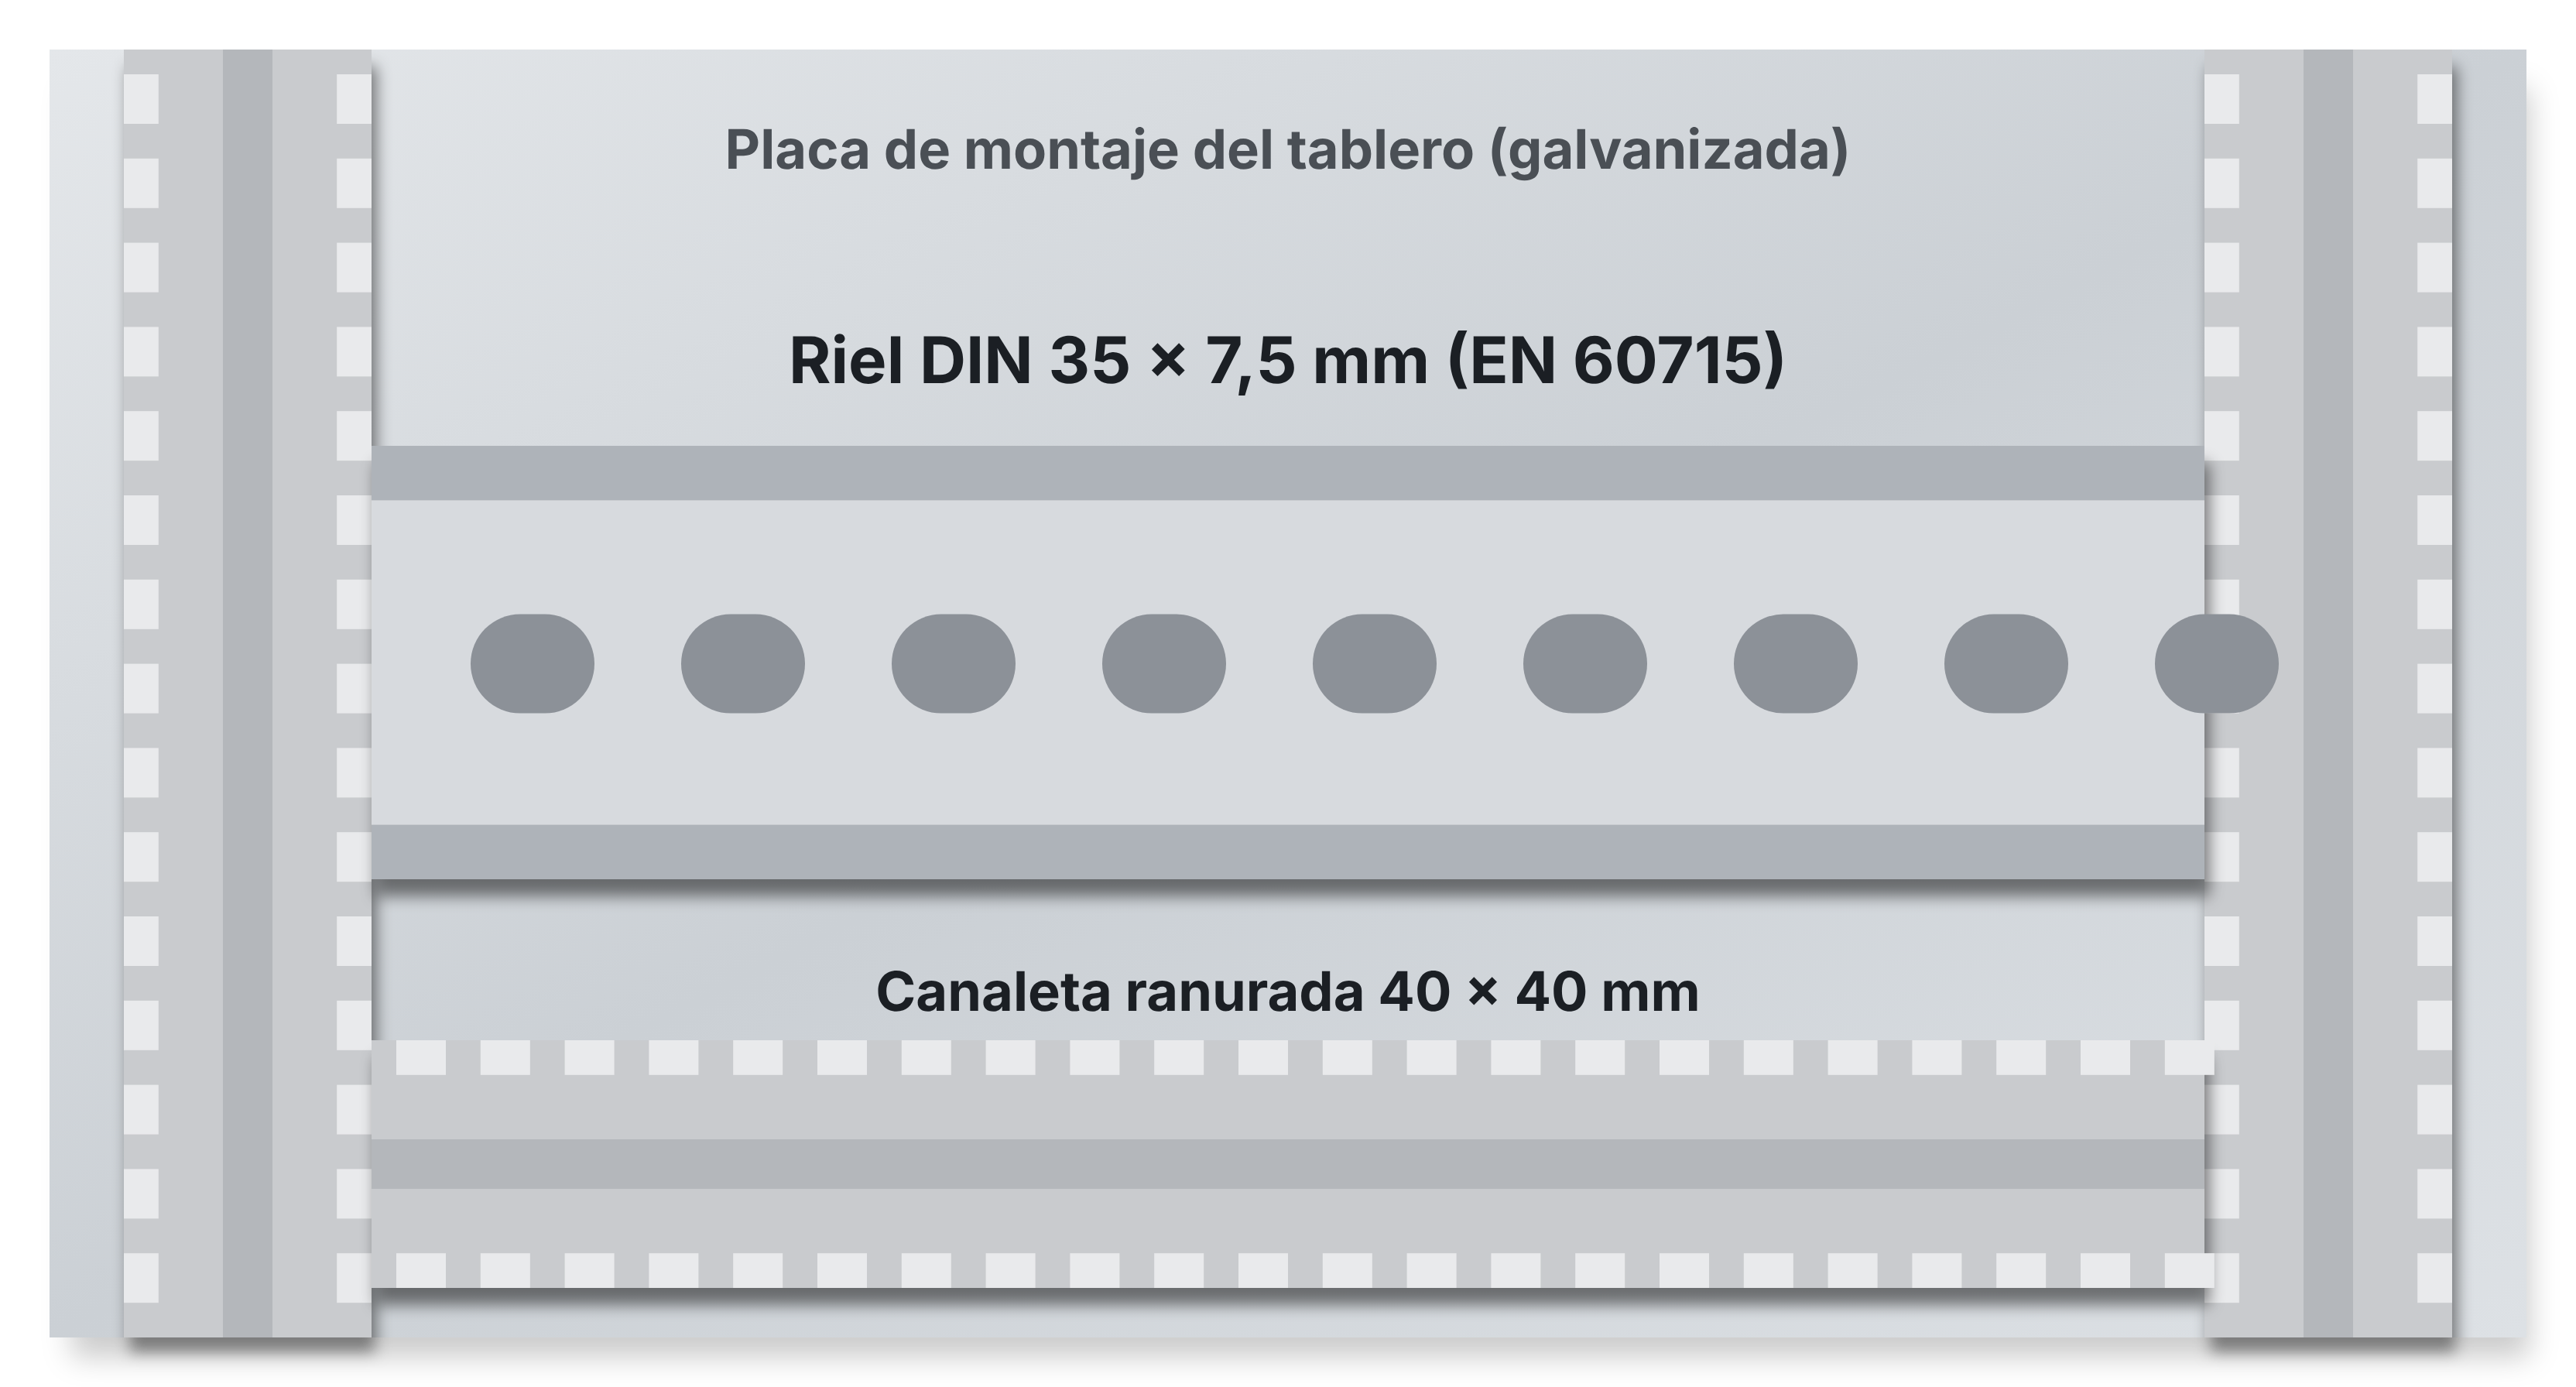 Placa de montaje del tablero (galvanizada)
Riel DIN 35 × 7,5 mm (EN 60715)
Canaleta ranurada 40 × 40 mm